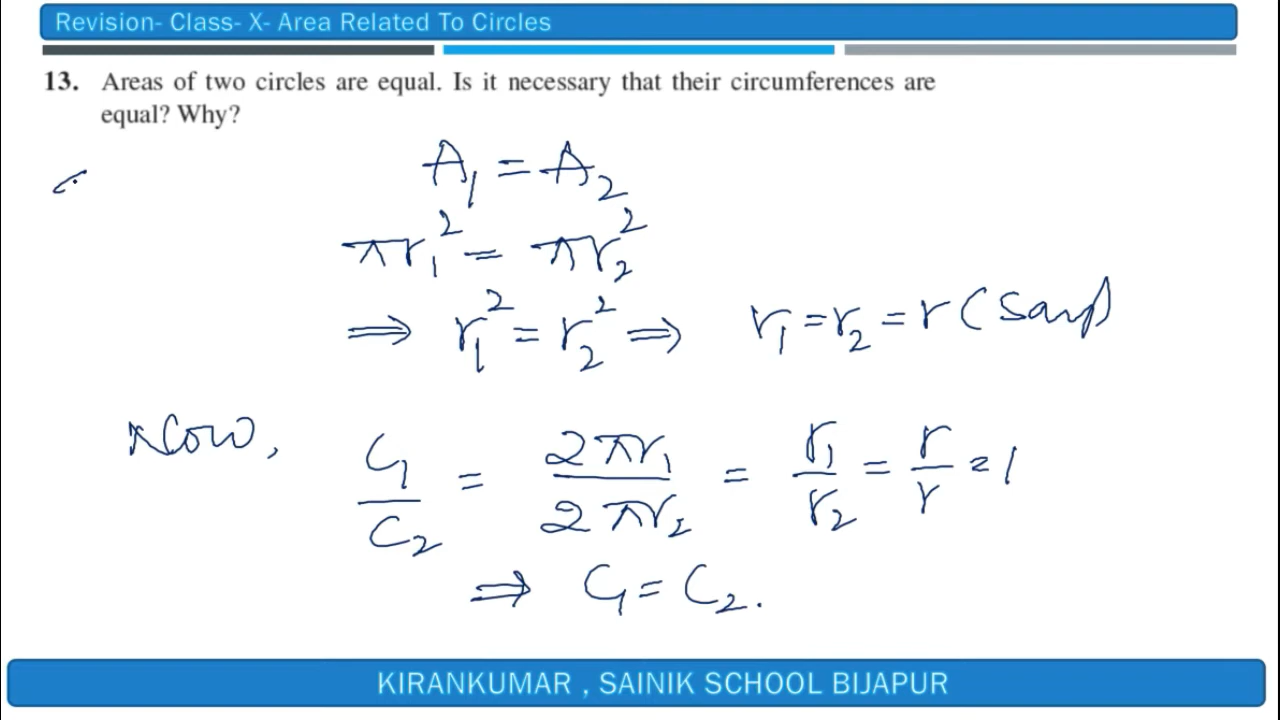 Revision- Class- X- Area Related To Circles
13. Areas of two circles are equal. Is it necessary that their circumferences are
equal? Why?
A₁ = A₂
πr₁² = πr₂²
⇒ r₁² = r₂² ⇒ r₁ = r₂ = r (say)
Now, C₁/C₂ = 2πr₁/2πr₂ = r₁/r₂ = r/r = 1
⇒ C₁ = C₂.
KIRANKUMAR , SAINIK SCHOOL BIJAPUR